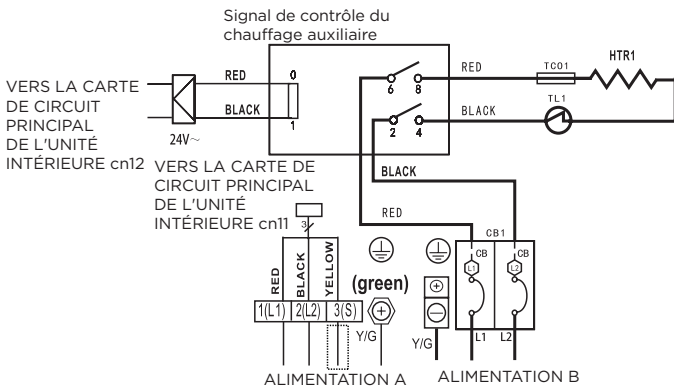 Signal de contrôle du
chauffage auxiliaire
RED
BLACK
0
1
24V~
VERS LA CARTE
DE CIRCUIT
PRINCIPAL
DE L'UNITÉ
INTÉRIEURE cn12
6
8
2
4
RED
TCO1
HTR1
BLACK
TL1
VERS LA CARTE DE
CIRCUIT PRINCIPAL
DE L'UNITÉ
INTÉRIEURE cn11
3
BLACK
RED
CB1
CB
CB
L1
L2
RED
BLACK
YELLOW
(green)
1(L1)
2(L2)
3(S)
Y/G
Y/G
L1
L2
ALIMENTATION A
ALIMENTATION B